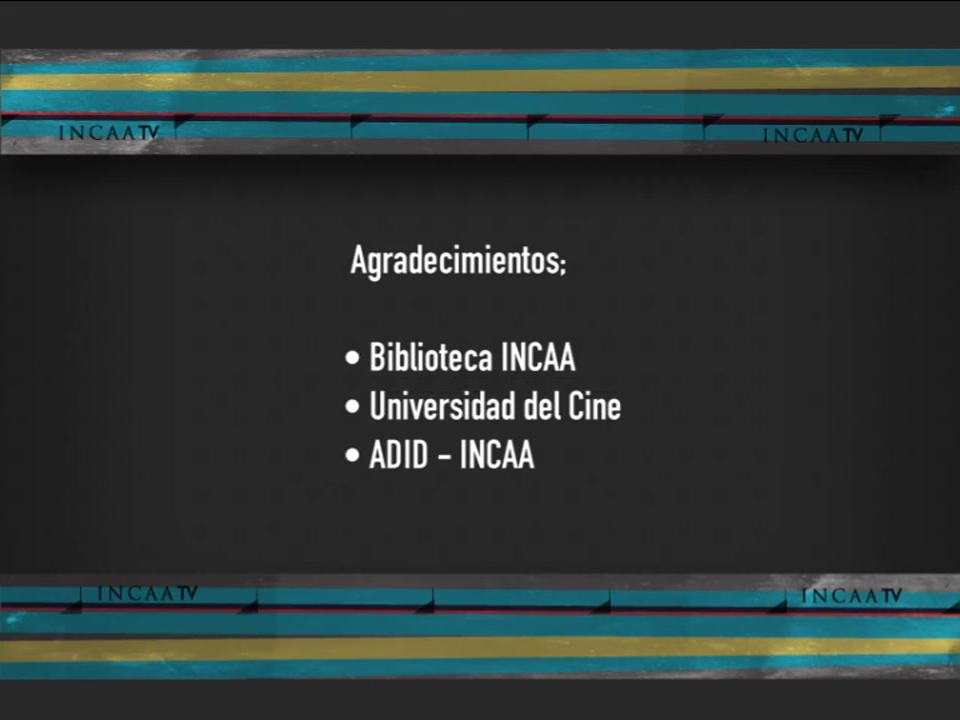 INCAATV INCAATV
Agradecimientos;
• Biblioteca INCAA
• Universidad del Cine
• ADID - INCAA
INCAATV INCAATV